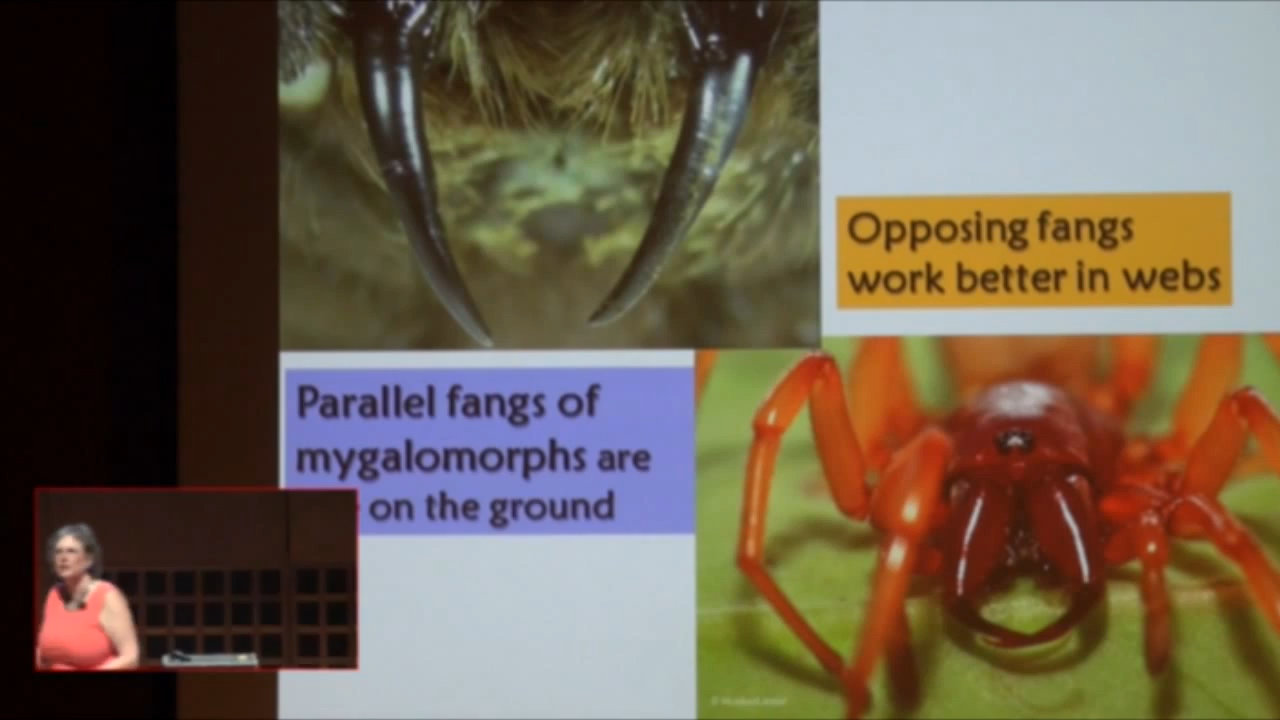 Opposing fangs
work better in webs
Parallel fangs of
mygalomorphs are
on the ground